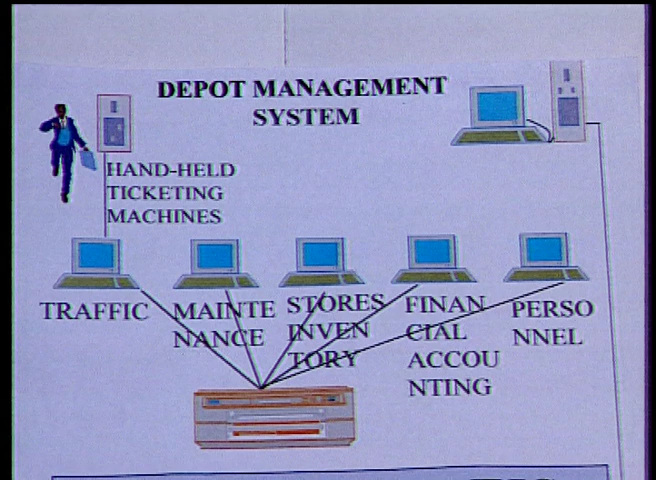 DEPOT MANAGEMENT
SYSTEM
HAND-HELD
TICKETING
MACHINES
TRAFFIC
MAINTE
NANCE
STORES
INVEN
TORY
FINAN
CIAL
ACCOU
NTING
PERSO
NNEL